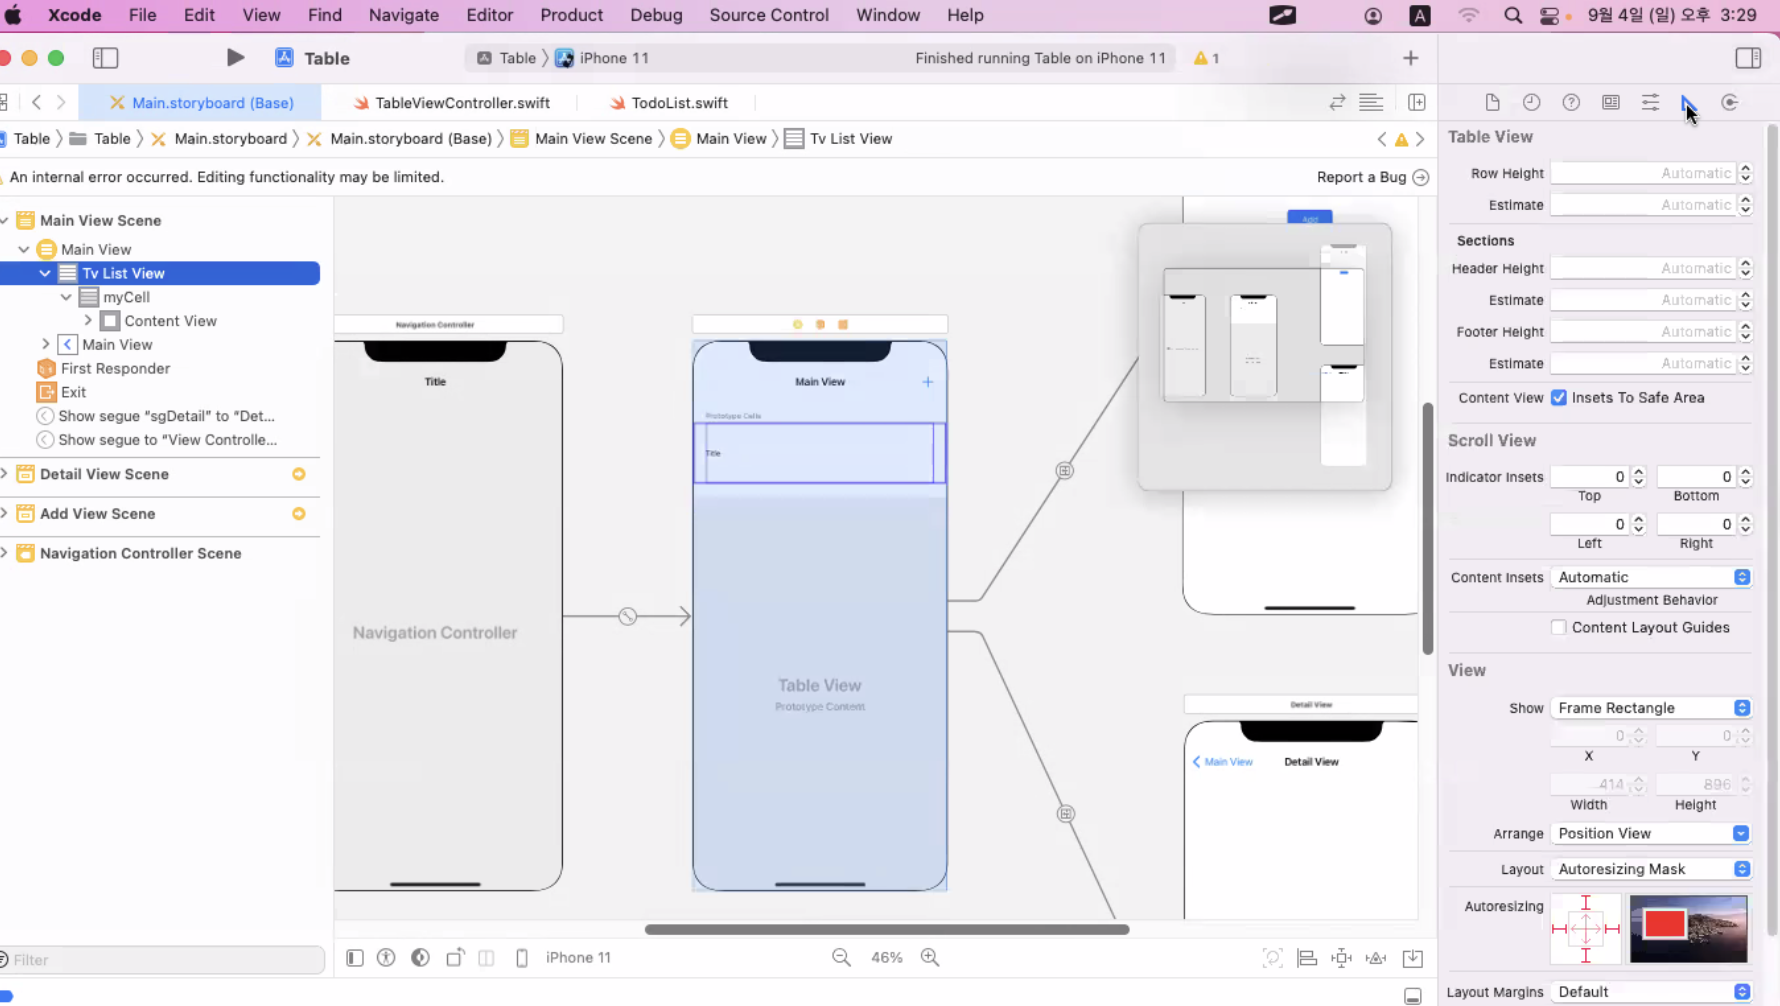 Xcode File Edit View Find Navigate Editor Product Debug Source Control Window Help A 9월 4일 (일) 오후 3:29
Table Table 〉 iPhone 11 Finished running Table on iPhone 11 1
Main.storyboard (Base) TableViewController.swift TodoList.swift
Table 〉 Table 〉 Main.storyboard 〉 Main.storyboard (Base) 〉 Main View Scene 〉 Main View 〉 Tv List View
An internal error occurred. Editing functionality may be limited. Report a Bug
Main View Scene
Main View
Tv List View
myCell
Content View
Main View
First Responder
Exit
Show segue “sgDetail” to “Det...
Show segue to “View Controlle...
Detail View Scene
Add View Scene
Navigation Controller Scene
Filter
Navigation Controller
Title
Navigation Controller
Main View +
Prototype Cells
Title
Table View
Prototype Content
Add!
Detail View
Main View Detail View
iPhone 11 46%
Table View
Row Height Automatic
Estimate Automatic
Sections
Header Height Automatic
Estimate Automatic
Footer Height Automatic
Estimate Automatic
Content View Insets To Safe Area
Scroll View
Indicator Insets 0 0
Top Bottom
0 0
Left Right
Content Insets Automatic
Adjustment Behavior
Content Layout Guides
View
Show Frame Rectangle
0 0
X Y
414 896
Width Height
Arrange Position View
Layout Autoresizing Mask
Autoresizing
Layout Margins Default